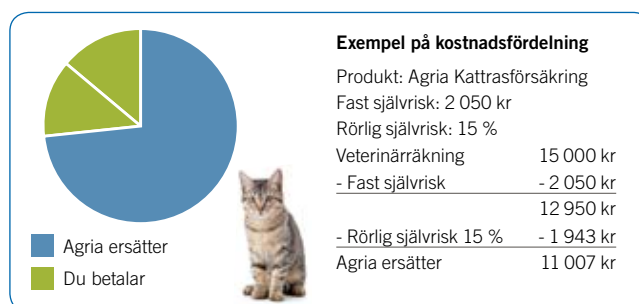 Exempel på kostnadsfördelning
Produkt: Agria Kattrasförsäkring
Fast självrisk: 2 050 kr
Rörlig självrisk: 15 %
Veterinärräkning 15 000 kr
- Fast självrisk - 2 050 kr
12 950 kr
- Rörlig självrisk 15 % - 1 943 kr
Agria ersätter 11 007 kr
Agria ersätter
Du betalar